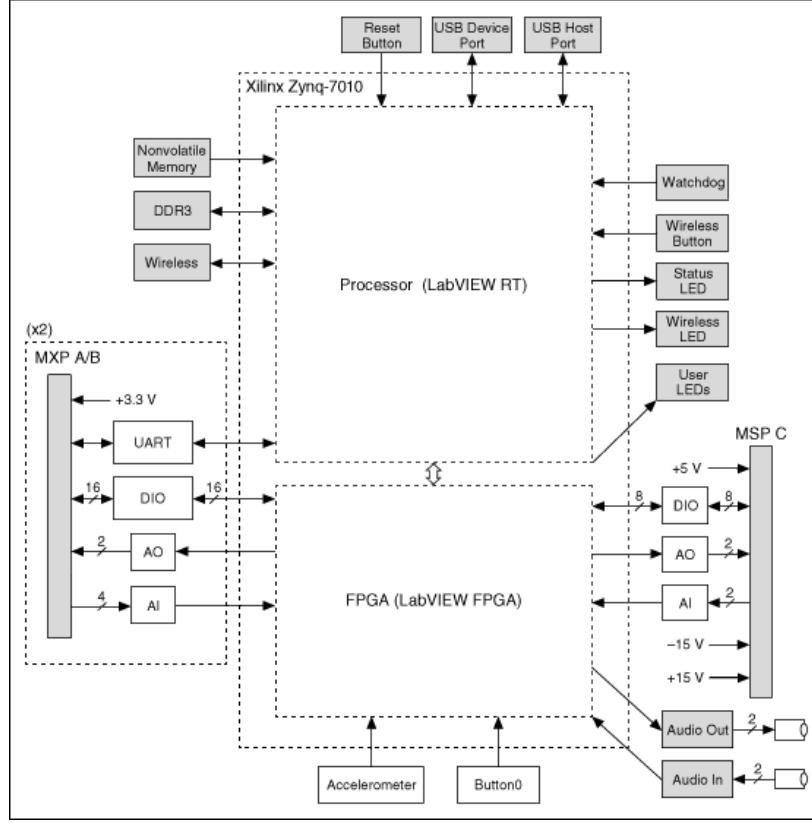 Reset
Button
USB Device
Port
USB Host
Port
Xilinx Zynq-7010
Nonvolatile
Memory
DDR3
Wireless
Processor (LabVIEW RT)
Watchdog
Wireless
Button
Status
LED
Wireless
LED
User
LEDs
(x2)
MXP A/B
+3.3 V
UART
16
DIO
16
2
AO
4
AI
FPGA (LabVIEW FPGA)
MSP C
+5 V
8
DIO
8
AO
2
AI
2
–15 V
+15 V
Audio Out
2
Audio In
2
Accelerometer
Button0